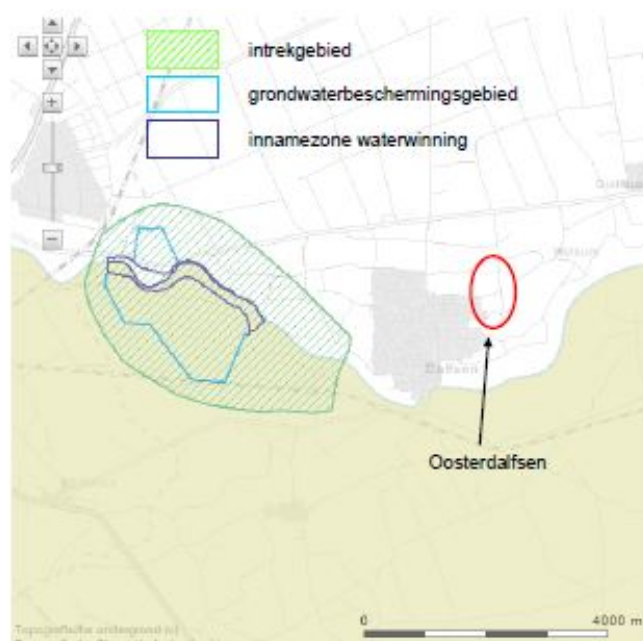 intrekgebied
grondwaterbeschermingsgebied
innamezone waterwinning
Dalfsen
Oosterdalfsen
0 4000 m